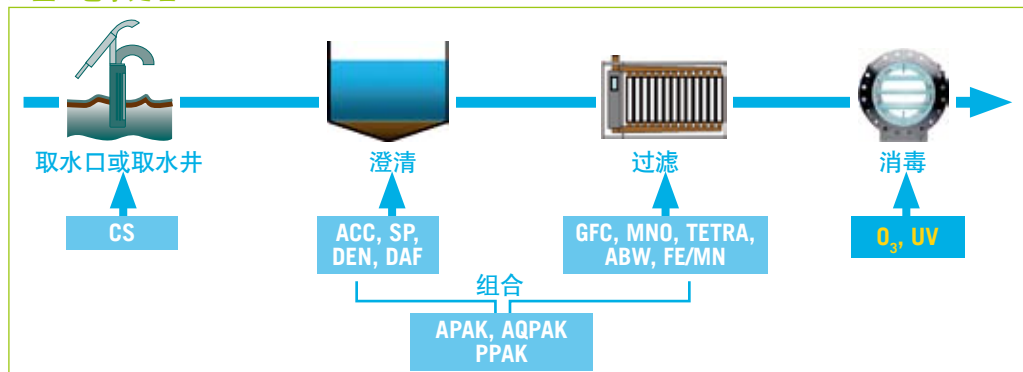 取水口或取水井
澄清
过滤
消毒
CS
ACC, SP,
DEN, DAF
GFC, MNO, TETRA,
ABW, FE/MN
O₃, UV
组合
APAK, AQPAK
PPAK